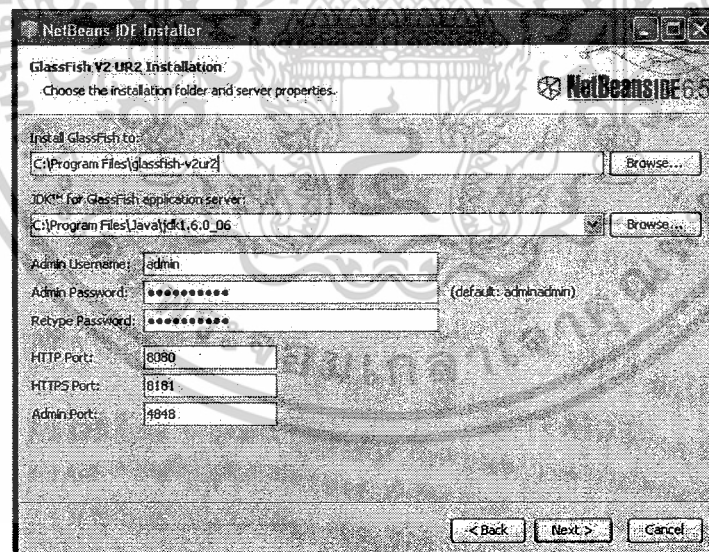 NetBeans IDE Installer
GlassFish V2 UR2 Installation
Choose the installation folder and server properties.
NetBeans IDE 6.5
Install GlassFish to:
C:\Program Files\glassfish-v2ur2
Browse...
JDK™ for GlassFish application server:
C:\Program Files\Java\jdk1.6.0_06
Browse...
Admin Username: admin
Admin Password: ●●●●●●●●●● (default: adminadmin)
Retype Password: ●●●●●●●●●●
HTTP Port: 8080
HTTPS Port: 8181
Admin Port: 4848
< Back Next > Cancel